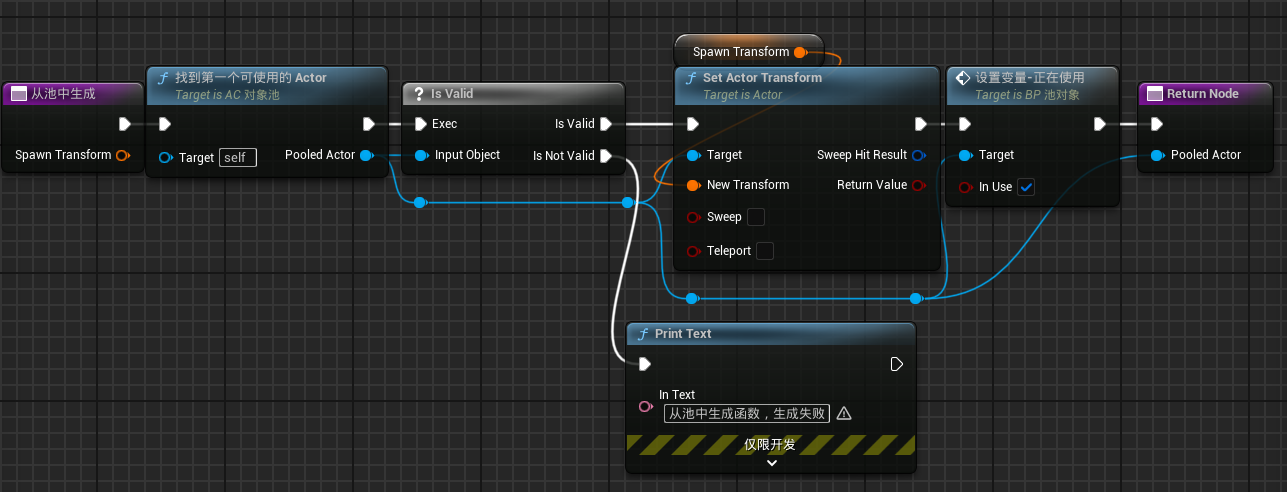 从池中生成
Spawn Transform
找到第一个可使用的 Actor
Target is AC 对象池
Target self
Pooled Actor
Is Valid
Exec
Is Valid
Input Object
Is Not Valid
Spawn Transform
Set Actor Transform
Target is Actor
Target
Sweep Hit Result
New Transform
Return Value
Sweep
Teleport
设置变量-正在使用
Target is BP 池对象
Target
In Use
Return Node
Pooled Actor
Print Text
In Text
从池中生成函数，生成失败
仅限开发